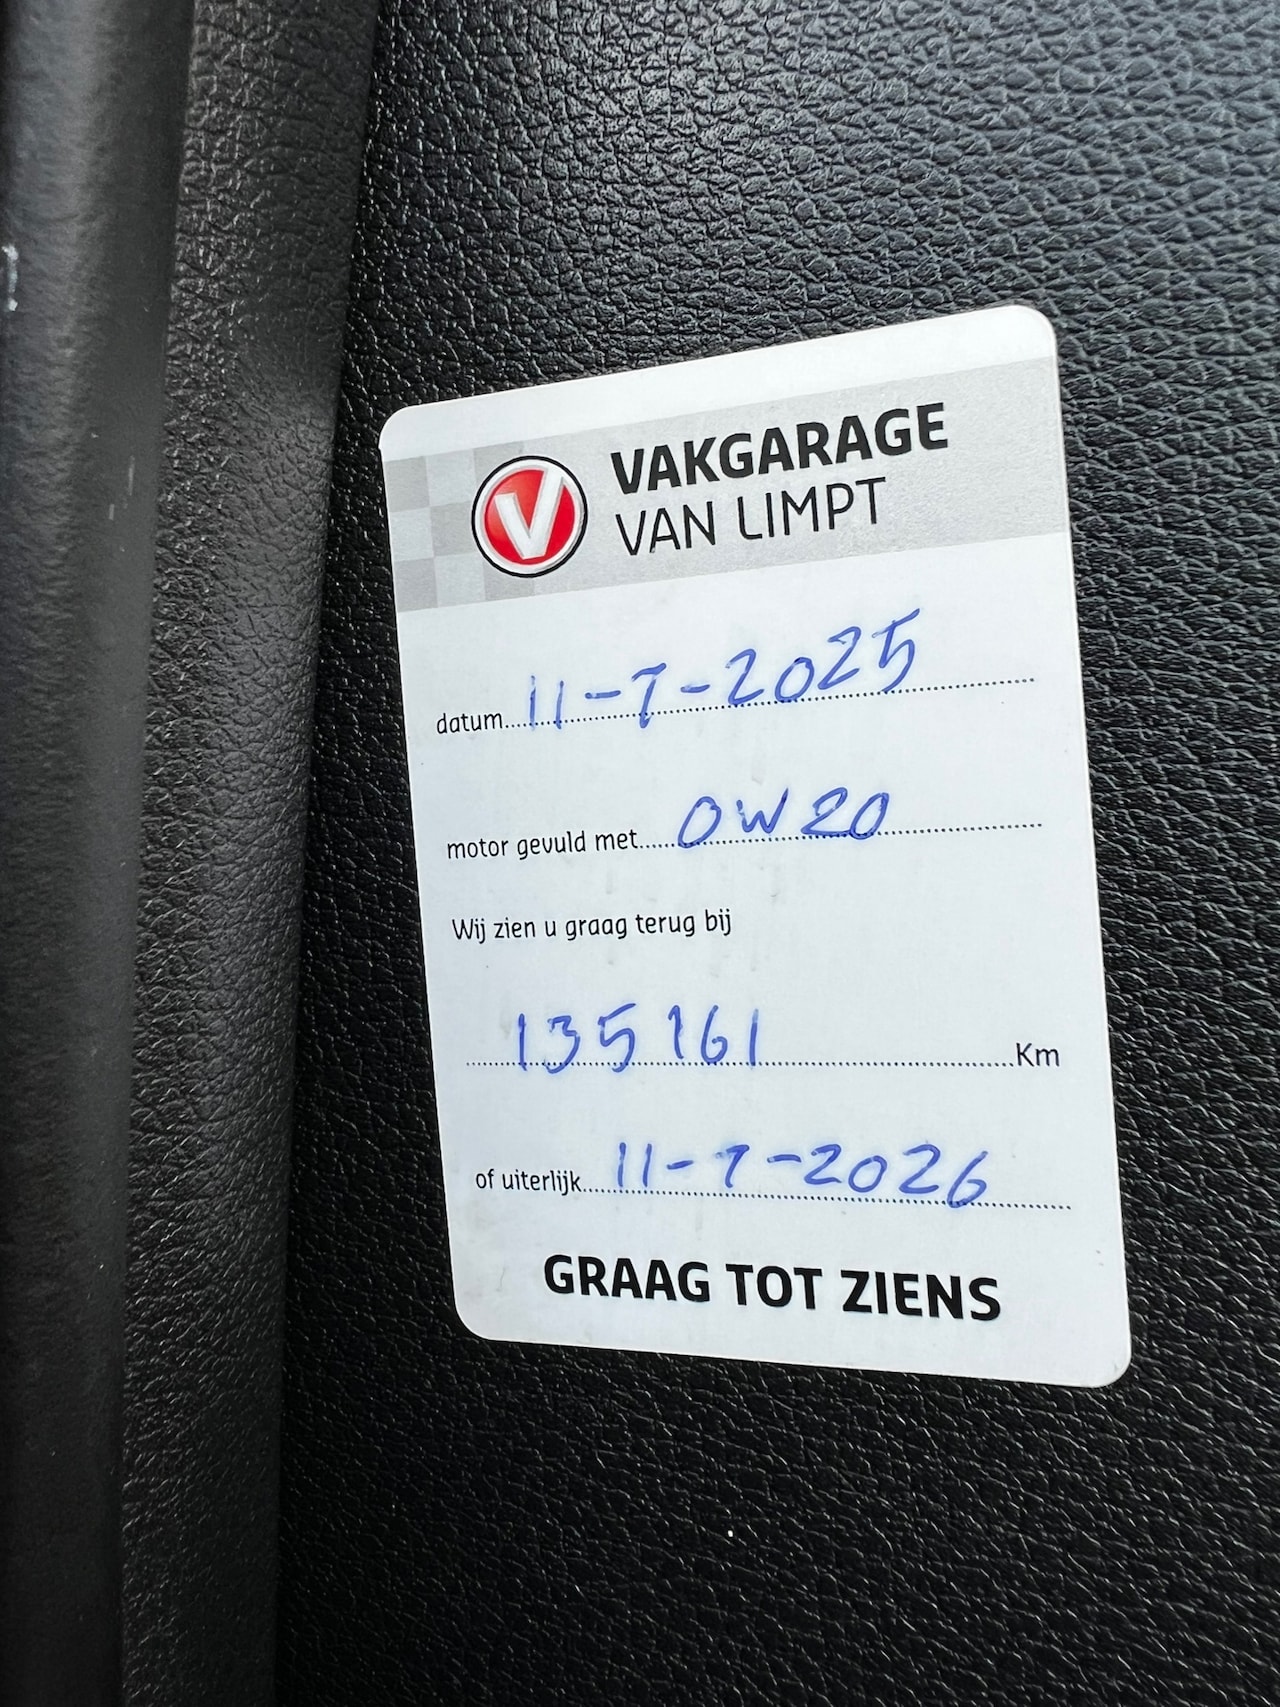 V
VAKGARAGE
VAN LIMPT
datum 11-7-2025
motor gevuld met 0W20
Wij zien u graag terug bij
135161 Km
of uiterlijk 11-7-2026
GRAAG TOT ZIENS